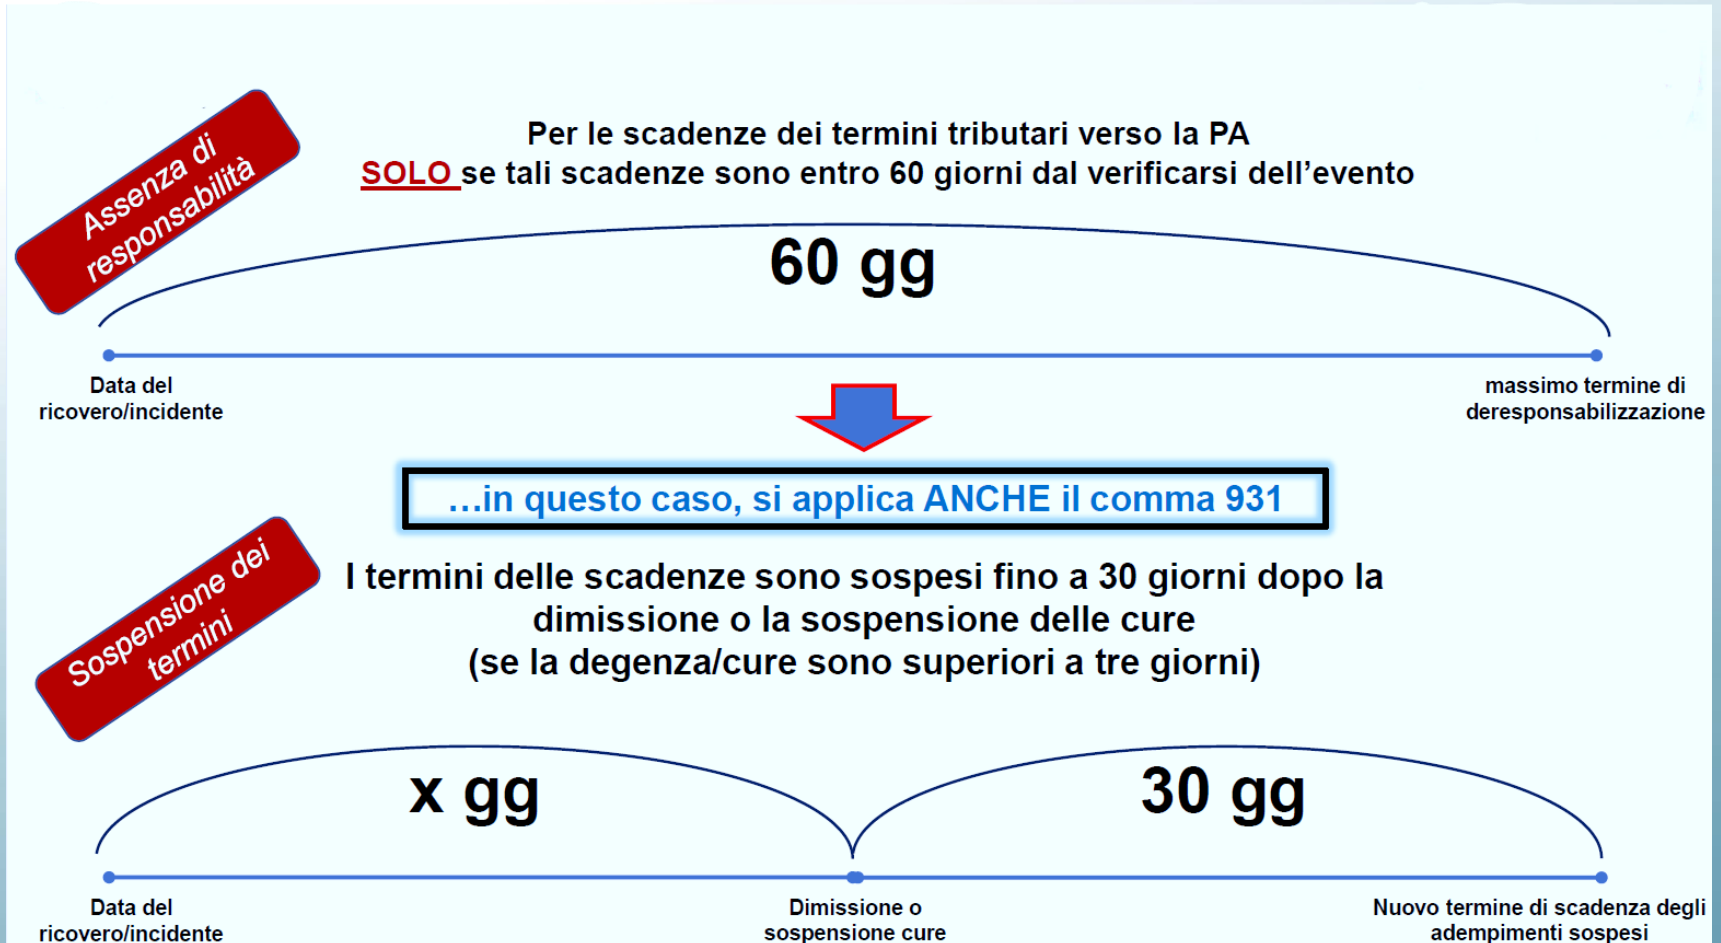 Assenza di
responsabilità
Per le scadenze dei termini tributari verso la PA
SOLO se tali scadenze sono entro 60 giorni dal verificarsi dell'evento
60 gg
Data del
ricovero/incidente
massimo termine di
deresponsabilizzazione
...in questo caso, si applica ANCHE il comma 931
Sospensione dei
termini
I termini delle scadenze sono sospesi fino a 30 giorni dopo la
dimissione o la sospensione delle cure
(se la degenza/cure sono superiori a tre giorni)
x gg
30 gg
Data del
ricovero/incidente
Dimissione o
sospensione cure
Nuovo termine di scadenza degli
adempimenti sospesi